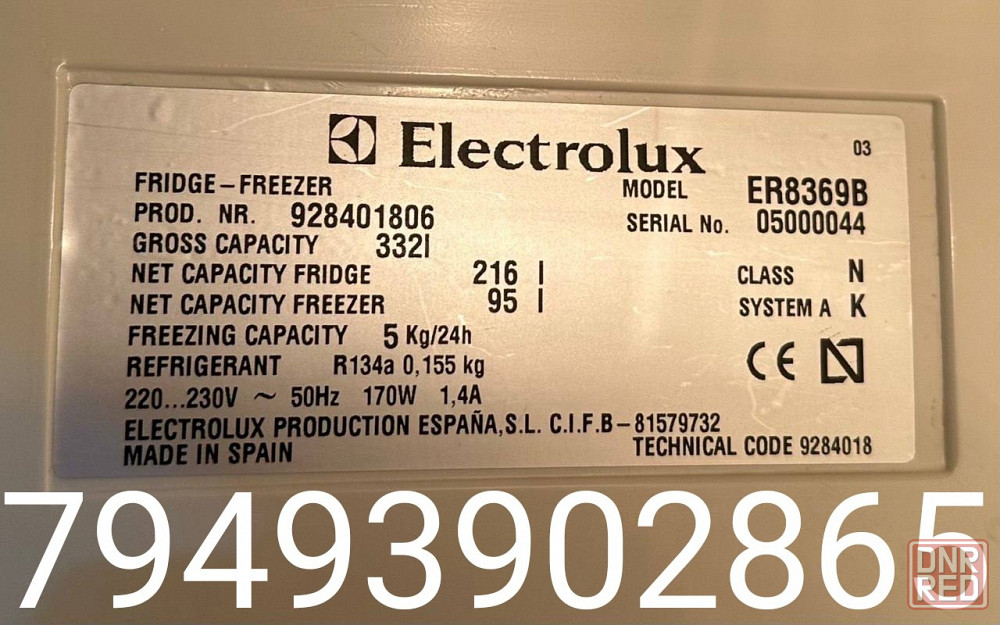 Electrolux
03
FRIDGE – FREEZER
MODEL ER8369B
PROD. NR. 928401806
SERIAL No. 05000044
GROSS CAPACITY 332l
NET CAPACITY FRIDGE 216 l
CLASS N
NET CAPACITY FREEZER 95 l
SYSTEM A K
FREEZING CAPACITY 5 Kg/24h
REFRIGERANT R134a 0,155 kg
CE N
220...230V ~ 50Hz 170W 1,4A
ELECTROLUX PRODUCTION ESPAÑA,S.L. C.I.F.B – 81579732
MADE IN SPAIN
TECHNICAL CODE 9284018
79493902865
DNR
RED